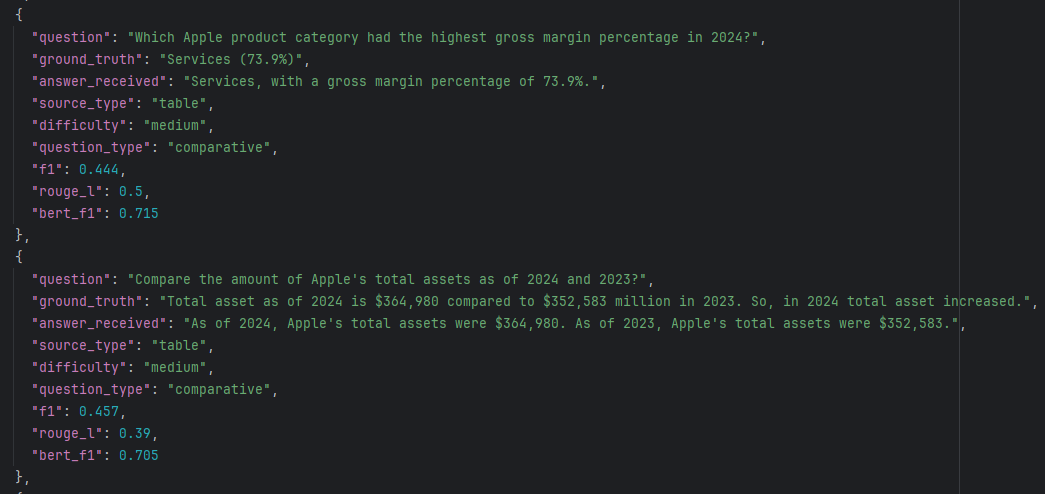 {
"question": "Which Apple product category had the highest gross margin percentage in 2024?",
"ground_truth": "Services (73.9%)",
"answer_received": "Services, with a gross margin percentage of 73.9%.",
"source_type": "table",
"difficulty": "medium",
"question_type": "comparative",
"f1": 0.444,
"rouge_l": 0.5,
"bert_f1": 0.715
},
{
"question": "Compare the amount of Apple's total assets as of 2024 and 2023?",
"ground_truth": "Total asset as of 2024 is $364,980 compared to $352,583 million in 2023. So, in 2024 total asset increased.",
"answer_received": "As of 2024, Apple's total assets were $364,980. As of 2023, Apple's total assets were $352,583.",
"source_type": "table",
"difficulty": "medium",
"question_type": "comparative",
"f1": 0.457,
"rouge_l": 0.39,
"bert_f1": 0.705
},